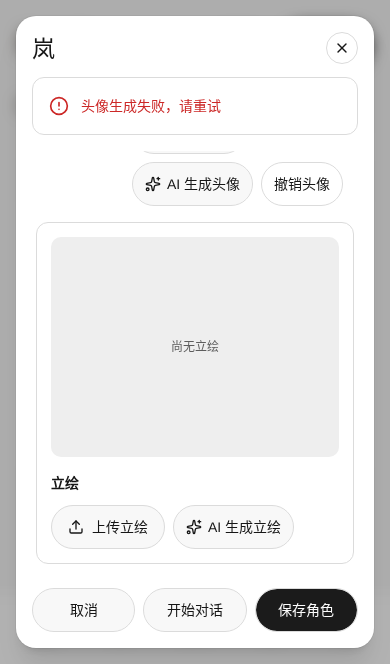 岚
头像生成失败，请重试
AI 生成头像
撤销头像
尚无立绘
立绘
上传立绘
AI 生成立绘
取消
开始对话
保存角色